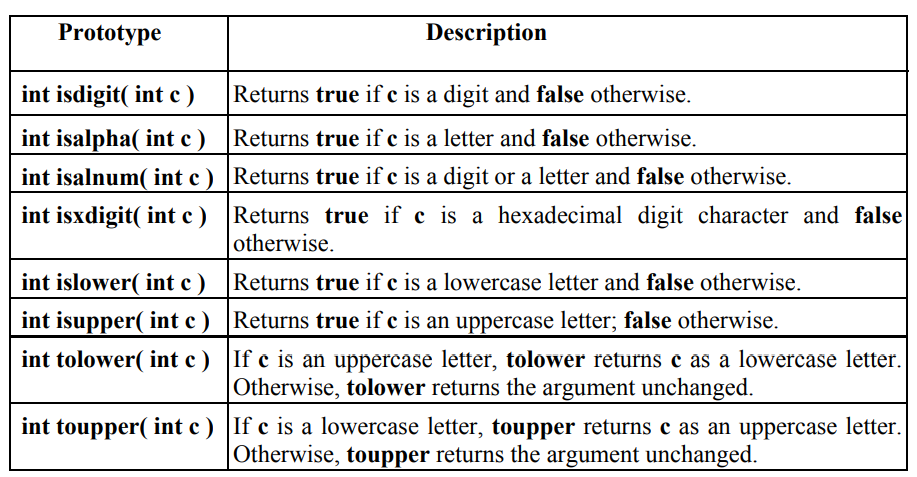 Prototype Description
int isdigit( int c ) Returns true if c is a digit and false otherwise.
int isalpha( int c ) Returns true if c is a letter and false otherwise.
int isalnum( int c ) Returns true if c is a digit or a letter and false otherwise.
int isxdigit( int c ) Returns true if c is a hexadecimal digit character and false
otherwise.
int islower( int c ) Returns true if c is a lowercase letter and false otherwise.
int isupper( int c ) Returns true if c is an uppercase letter; false otherwise.
int tolower( int c ) If c is an uppercase letter, tolower returns c as a lowercase letter.
Otherwise, tolower returns the argument unchanged.
int toupper( int c ) If c is a lowercase letter, toupper returns c as an uppercase letter.
Otherwise, toupper returns the argument unchanged.